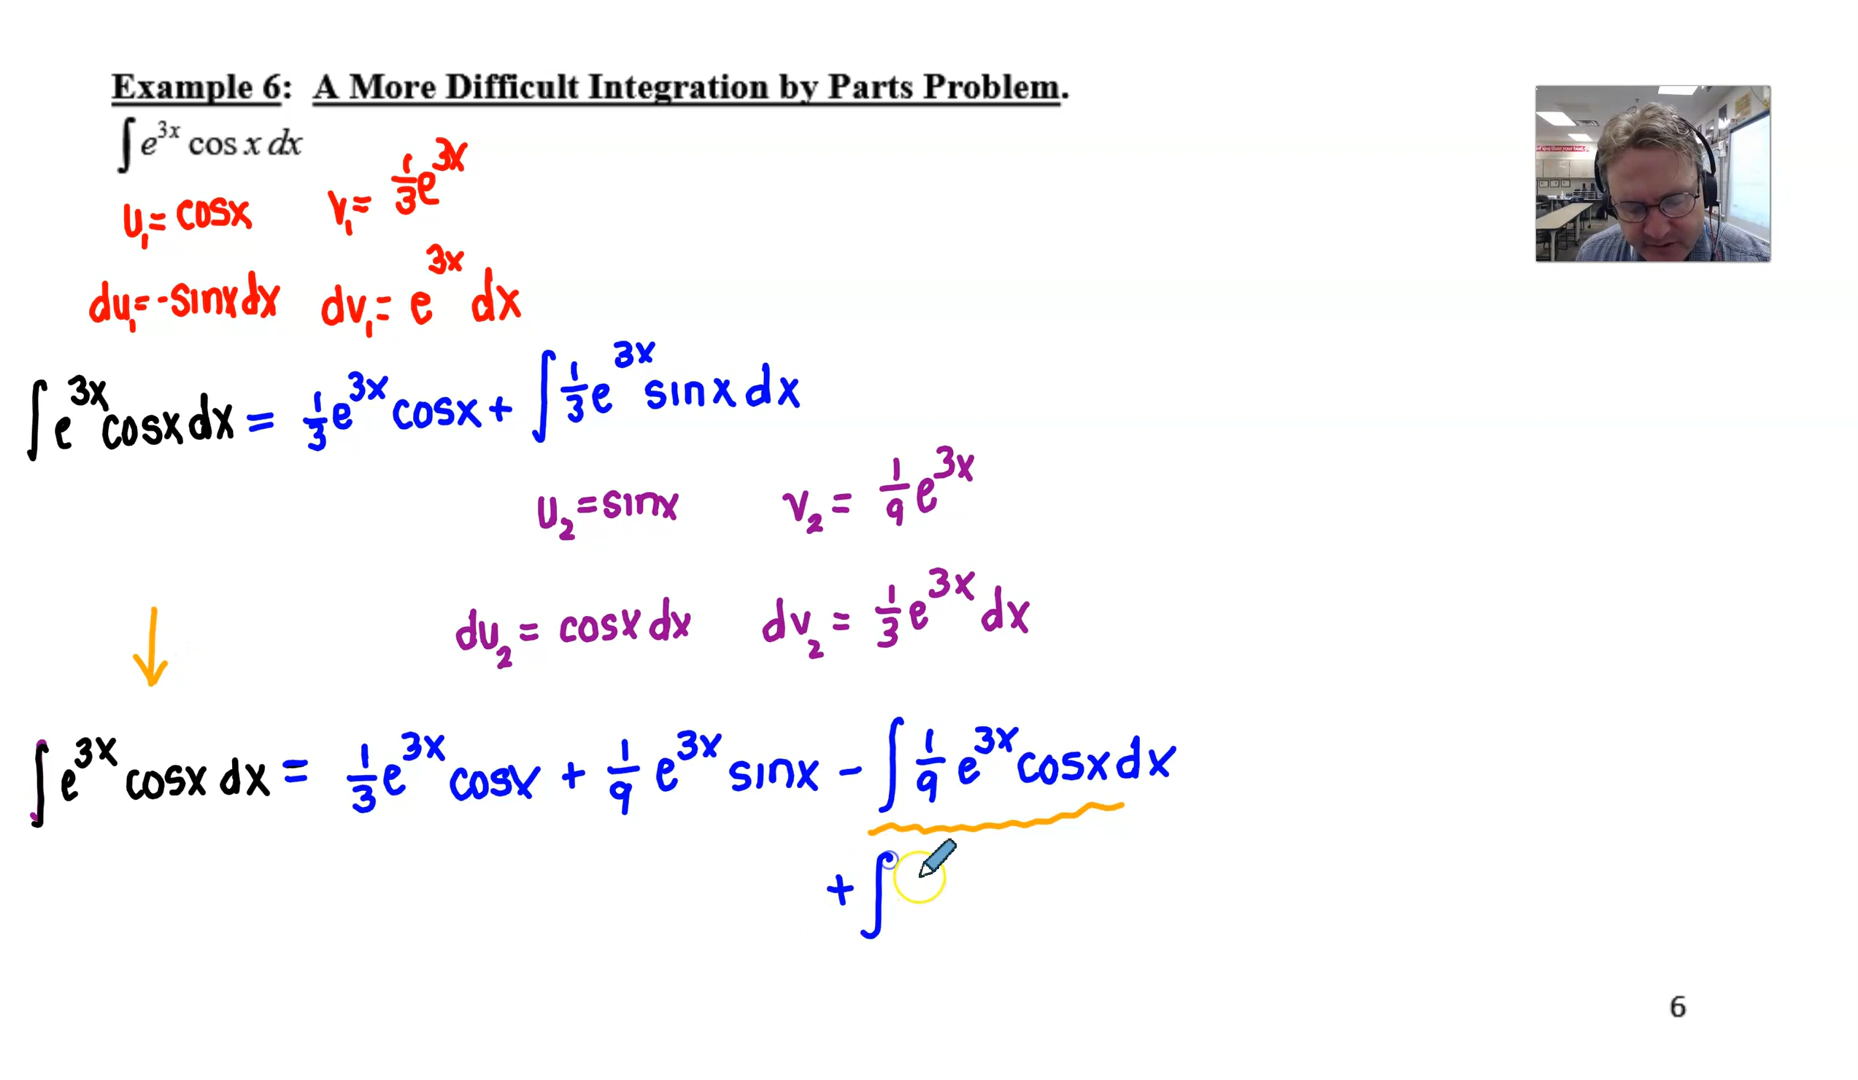 Example 6: A More Difficult Integration by Parts Problem.
∫ e^{3x} cos x dx
u₁ = cosx   v₁ = 1/3 e^{3x}
du₁ = -sinx dx   dv₁ = e^{3x} dx
∫ e^{3x} cosx dx = 1/3 e^{3x} cosx + ∫ 1/3 e^{3x} sinx dx
u₂ = sinx   v₂ = 1/9 e^{3x}
du₂ = cosx dx   dv₂ = 1/3 e^{3x} dx
∫ e^{3x} cosx dx = 1/3 e^{3x} cosx + 1/9 e^{3x} sinx - ∫ 1/9 e^{3x} cosx dx
+ ∫
6